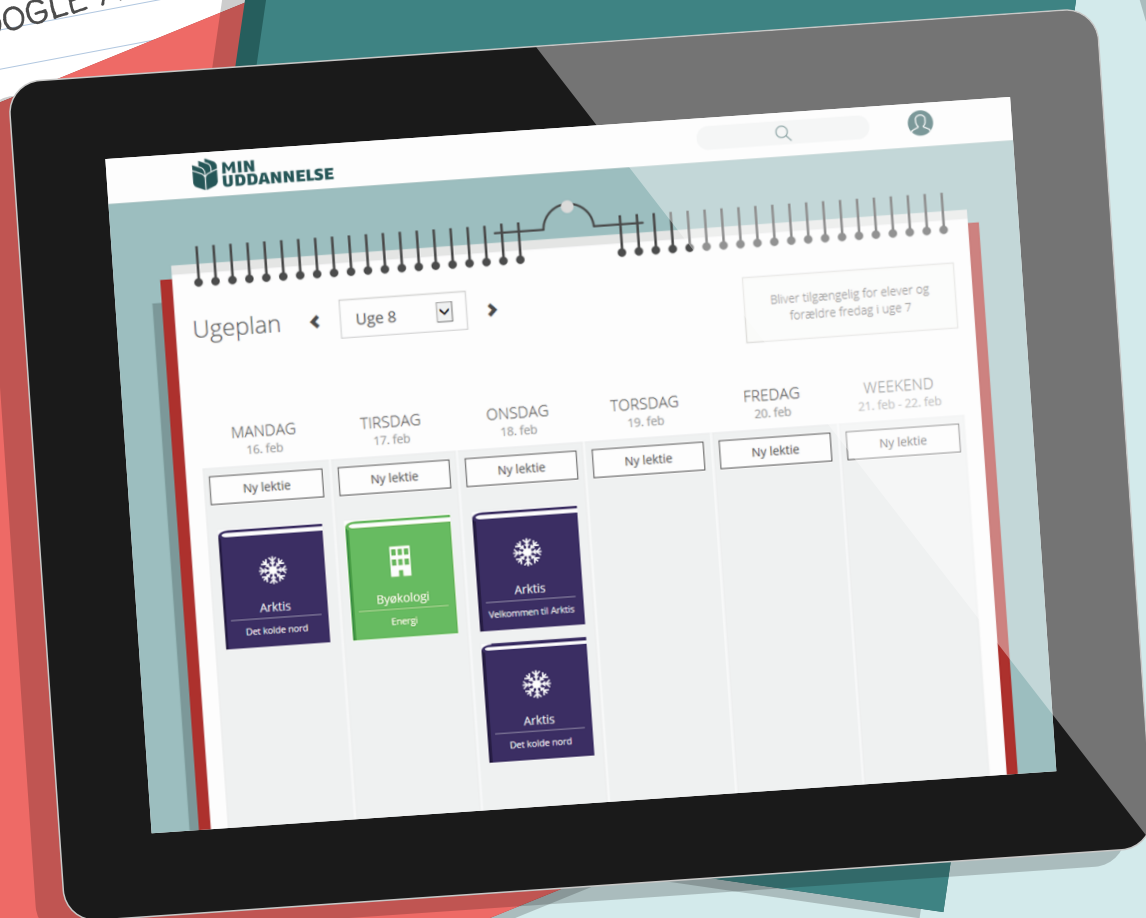 MIN
UDDANNELSE
Ugeplan
Uge 8
Bliver tilgængelig for elever og
forældre fredag i uge 7
MANDAG
16. feb
TIRSDAG
17. feb
ONSDAG
18. feb
TORSDAG
19. feb
FREDAG
20. feb
WEEKEND
21. feb - 22. feb
Ny lektie
Ny lektie
Ny lektie
Ny lektie
Ny lektie
Ny lektie
Arktis
Det kolde nord
Byøkologi
Energi
Arktis
Velkommen til Arktis
Arktis
Det kolde nord